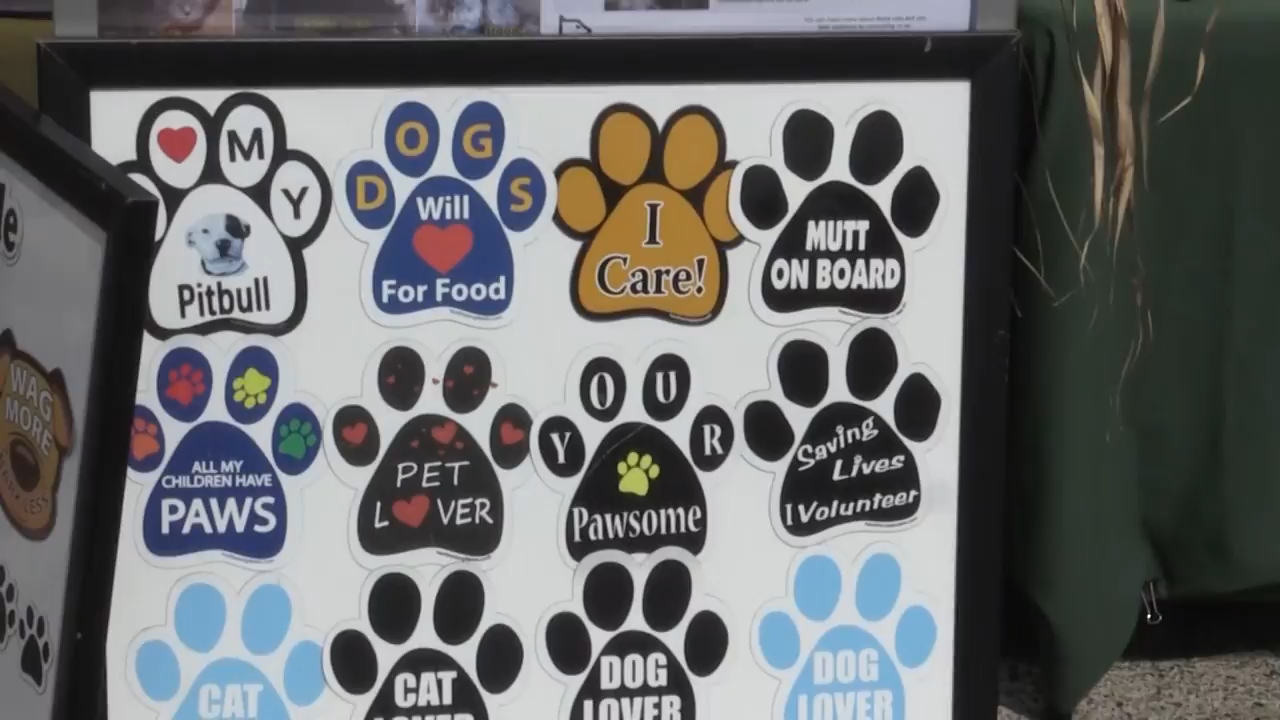 M
Y
Pitbull
D O G S
Will
For Food
I
Care!
MUTT
ON BOARD
WAG
MORE
ALL MY
CHILDREN HAVE
PAWS
PET
L VER
Y O U R
Pawsome
Saving
Lives
I Volunteer
CAT
CAT
LOVER
DOG
LOVER
DOG
LOVER